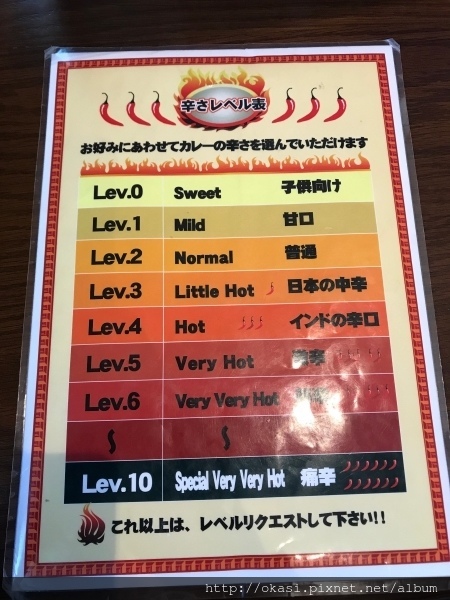 辛さレベル表
お好みにあわせてカレーの辛さを選んでいただけます
Lev.0 Sweet 子供向け
Lev.1 Mild 甘口
Lev.2 Normal 普通
Lev.3 Little Hot 日本の中辛
Lev.4 Hot インドの辛口
Lev.5 Very Hot
Lev.6 Very Very Hot
Lev.10 Special Very Very Hot 痛辛
これ以上は、レベルリクエストして下さい!!
http://okasi.pixnet.net/album